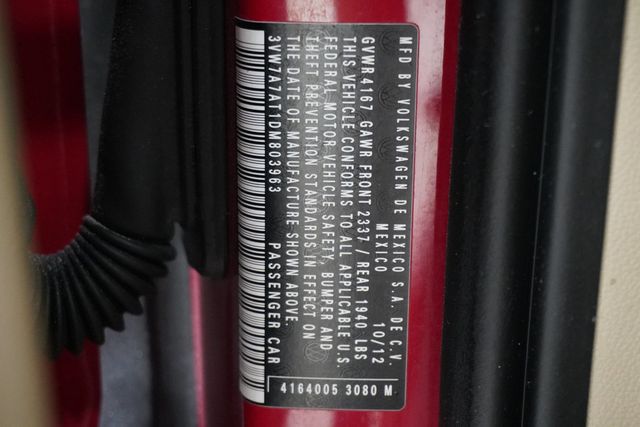 MFD BY VOLKSWAGEN DE MEXICO S.A. DE C.V.
MEXICO 10/12
GVWR 4167, GAWR FRONT 2337 / REAR 1940 LBS
THIS VEHICLE CONFORMS TO ALL APPLICABLE U.S.
FEDERAL MOTOR VEHICLE SAFETY, BUMPER AND
THEFT PREVENTION STANDARDS IN EFFECT ON
THE DATE OF MANUFACTURE SHOWN ABOVE.
3VW7A7AT1DM803963 PASSENGER CAR
4164005 3080 M